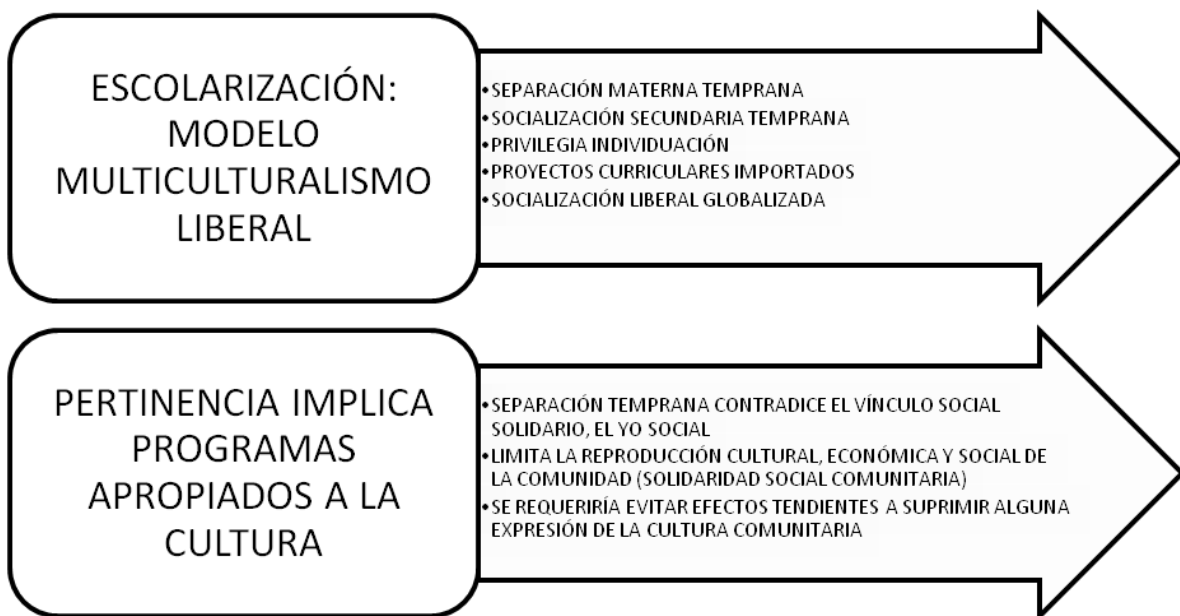 ESCOLARIZACIÓN:
MODELO
MULTICULTURALISMO
LIBERAL
•SEPARACIÓN MATERNA TEMPRANA
•SOCIALIZACIÓN SECUNDARIA TEMPRANA
•PRIVILEGIA INDIVIDUACIÓN
•PROYECTOS CURRICULARES IMPORTADOS
•SOCIALIZACIÓN LIBERAL GLOBALIZADA
PERTINENCIA IMPLICA
PROGRAMAS
APROPIADOS A LA
CULTURA
•SEPARACIÓN TEMPRANA CONTRADICE EL VÍNCULO SOCIAL
SOLIDARIO, EL YO SOCIAL
•LIMITA LA REPRODUCCIÓN CULTURAL, ECONÓMICA Y SOCIAL DE
LA COMUNIDAD (SOLIDARIDAD SOCIAL COMUNITARIA)
•SE REQUERIRÍA EVITAR EFECTOS TENDIENTES A SUPRIMIR ALGUNA
EXPRESIÓN DE LA CULTURA COMUNITARIA